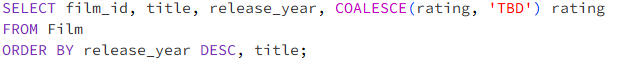 SELECT film_id, title, release_year, COALESCE(rating, 'TBD') rating
FROM Film
ORDER BY release_year DESC, title;